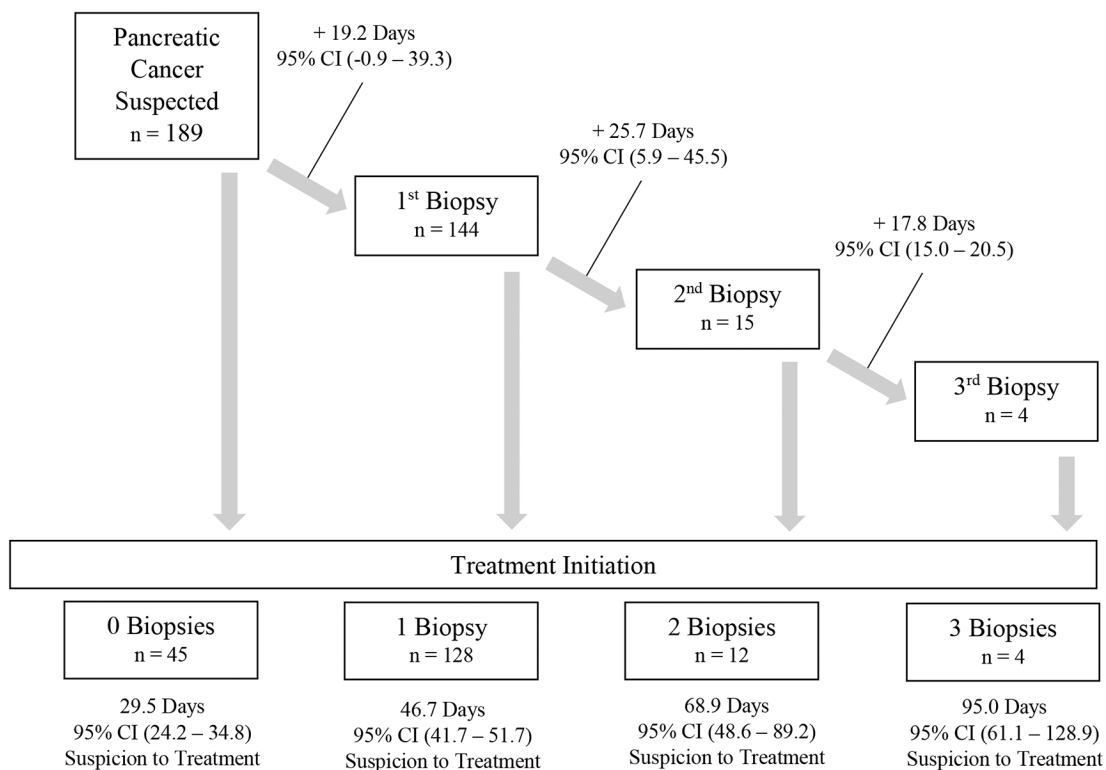 Pancreatic
Cancer
Suspected
n = 189
+ 19.2 Days
95% CI (-0.9 – 39.3)
1st Biopsy
n = 144
+ 25.7 Days
95% CI (5.9 – 45.5)
2nd Biopsy
n = 15
+ 17.8 Days
95% CI (15.0 – 20.5)
3rd Biopsy
n = 4
Treatment Initiation
0 Biopsies
n = 45
29.5 Days
95% CI (24.2 – 34.8)
Suspicion to Treatment
1 Biopsy
n = 128
46.7 Days
95% CI (41.7 – 51.7)
Suspicion to Treatment
2 Biopsies
n = 12
68.9 Days
95% CI (48.6 – 89.2)
Suspicion to Treatment
3 Biopsies
n = 4
95.0 Days
95% CI (61.1 – 128.9)
Suspicion to Treatment